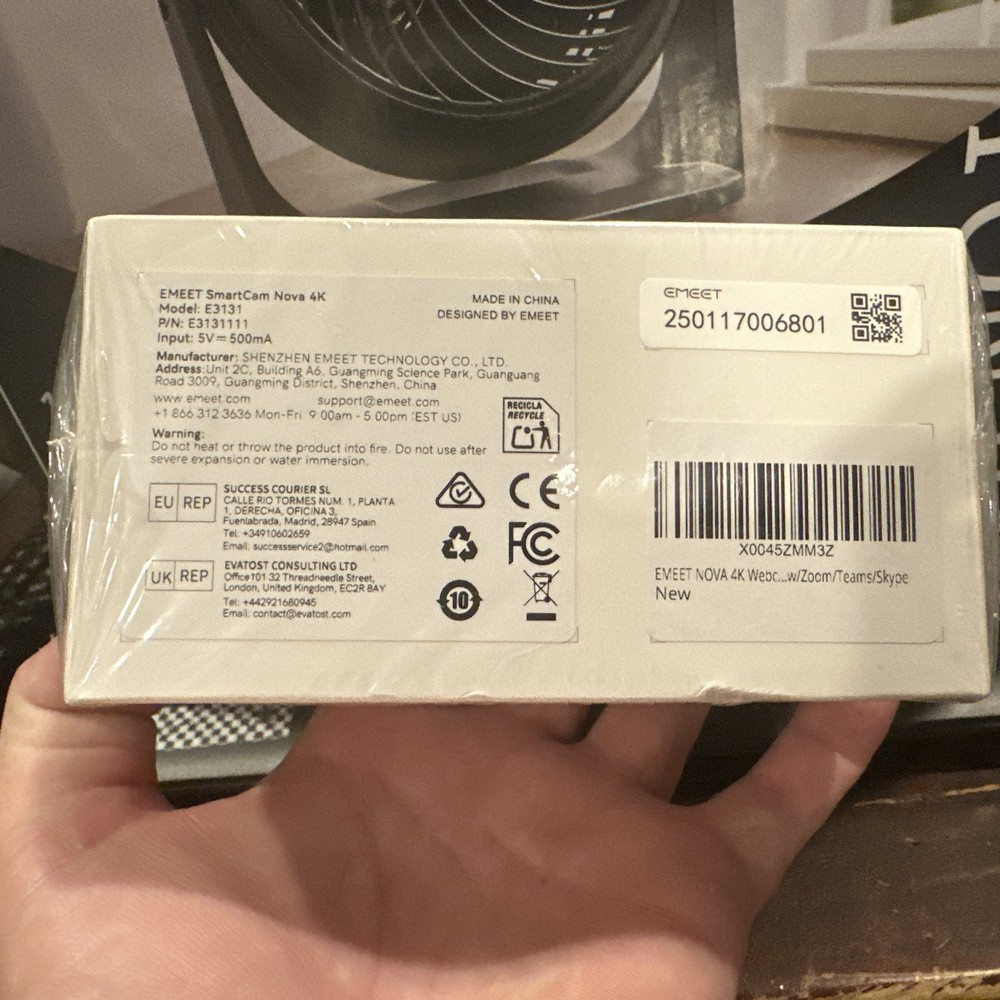 EMEET SmartCam Nova 4K
Model: E3131
P/N: E3131111
Input: 5V⎓500mA
MADE IN CHINA
DESIGNED BY EMEET
Manufacturer: SHENZHEN EMEET TECHNOLOGY CO., LTD.
Address:Unit 2C, Building A6, Guangming Science Park, Guanguang
Road 3009, Guangming District, Shenzhen, China
www.emeet.com support@emeet.com
+1 866 312 3636 Mon-Fri 9:00am - 5:00pm (EST US)
RECICLA
RECYCLE
Warning:
Do not heat or throw the product into fire. Do not use after
severe expansion or water immersion.
EU REP
SUCCESS COURIER SL
CALLE RIO TORMES NUM. 1, PLANTA
1, DERECHA, OFICINA 3,
Fuenlabrada, Madrid, 28947 Spain
Tel: +34910602659
Email: successservice2@hotmail.com
UK REP
EVATOST CONSULTING LTD
Office 101 32 Threadneedle Street,
London, United Kingdom, EC2R 8AY
Tel: +442921680945
Email: contact@evatost.com
CE
FC
10
EMEET
250117006801
X0045ZMM3Z
EMEET NOVA 4K Webc...w/Zoom/Teams/Skype
New